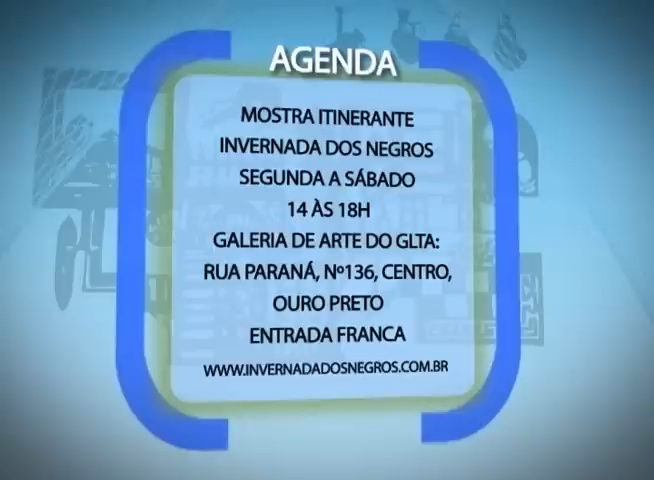 AGENDA
MOSTRA ITINERANTE
INVERNADA DOS NEGROS
SEGUNDA A SÁBADO
14 ÀS 18H
GALERIA DE ARTE DO GLTA:
RUA PARANÁ, Nº136, CENTRO,
OURO PRETO
ENTRADA FRANCA
WWW.INVERNADADOSNEGROS.COM.BR